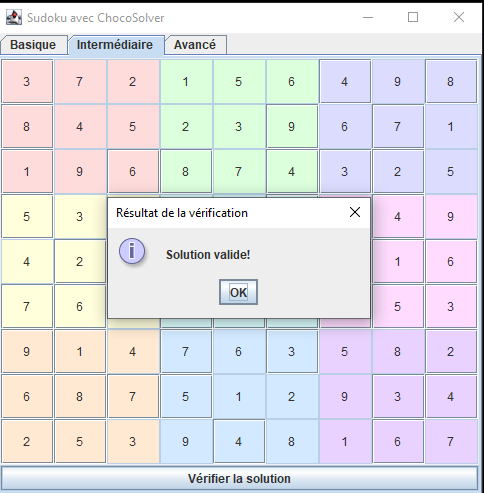 Sudoku avec ChocoSolver
Basique Intermédiaire Avancé
3 7 2 1 5 6 4 9 8
8 4 5 2 3 9 6 7 1
1 9 6 8 7 4 3 2 5
5 3 4 9
4 2 1 6
7 6 5 3
Résultat de la vérification
Solution valide!
OK
9 1 4 7 6 3 5 8 2
6 8 7 5 1 2 9 3 4
2 5 3 9 4 8 1 6 7
Vérifier la solution